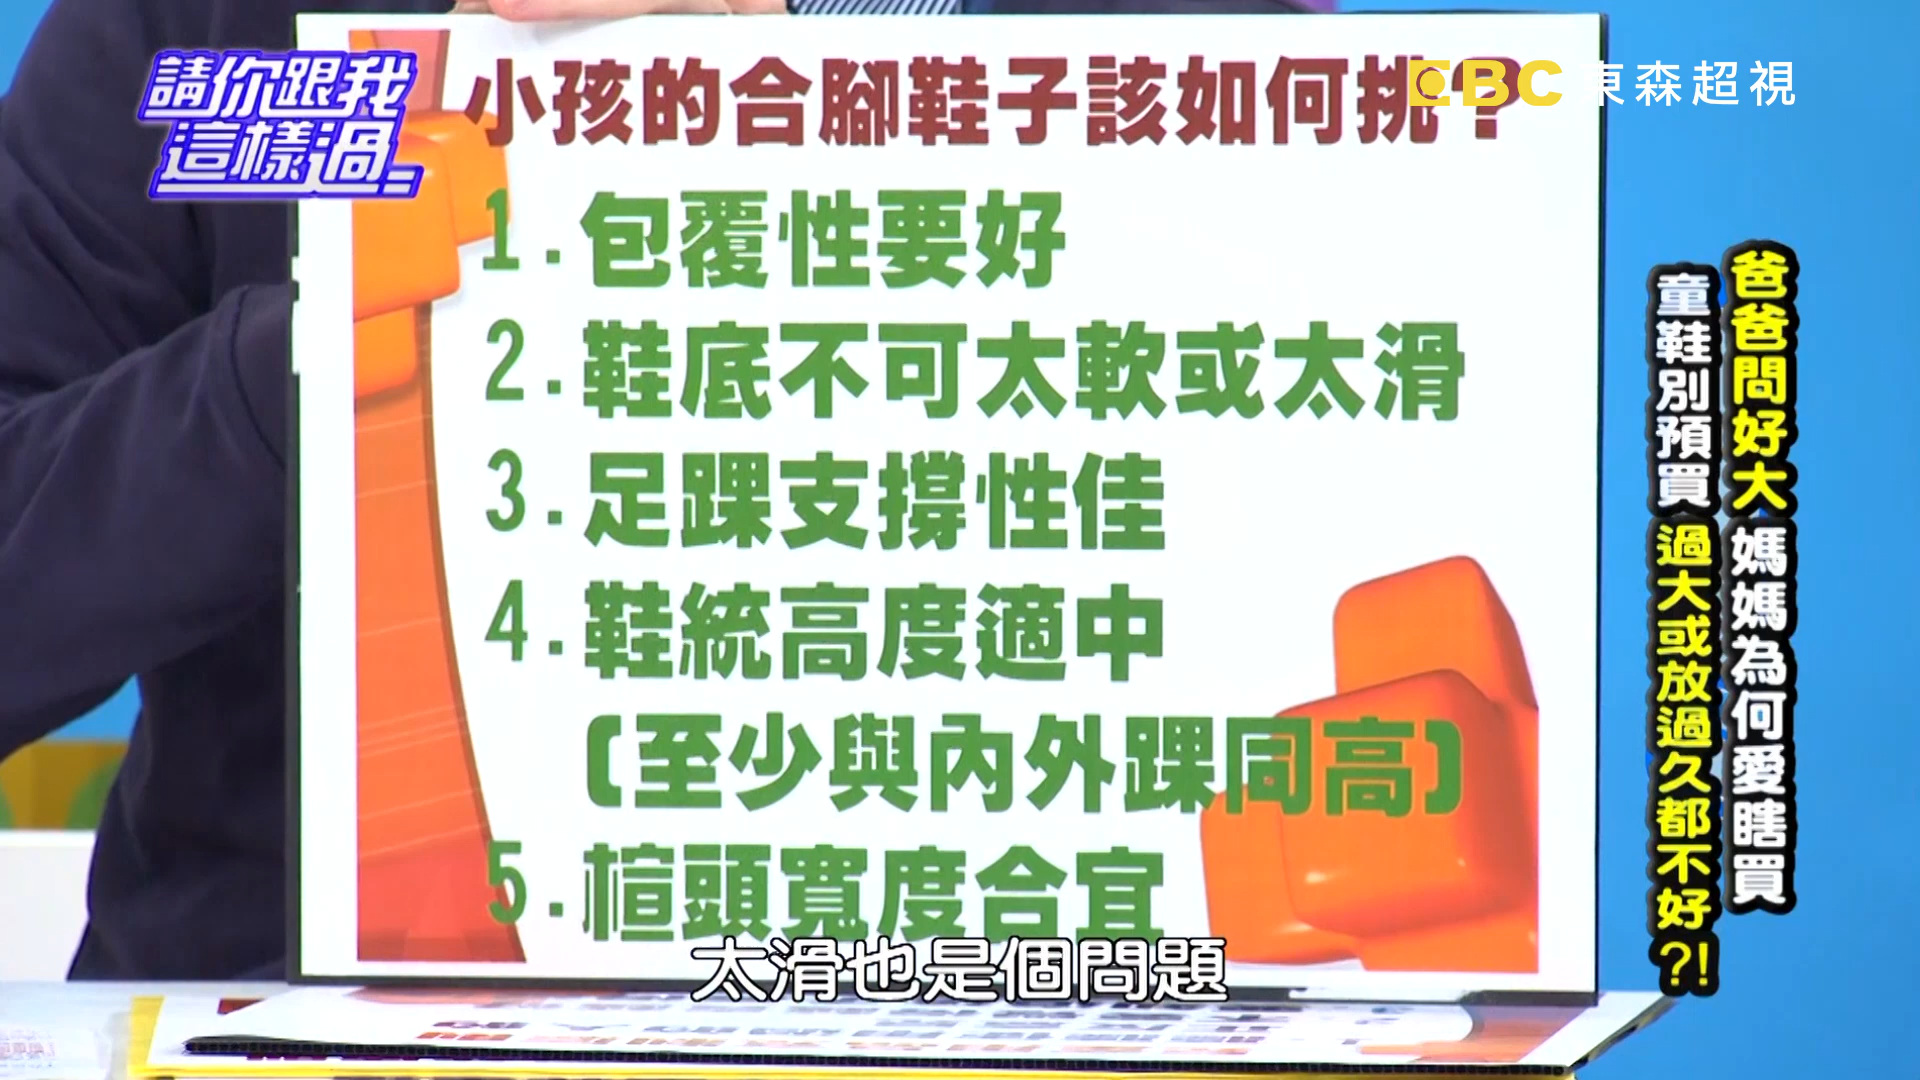 請你跟我
這樣過
EBC 東森超視
小孩的合腳鞋子該如何挑?
1.包覆性要好
2.鞋底不可太軟或太滑
3.足踝支撐性佳
4.鞋統高度適中
(至少與內外踝同高)
5.楦頭寬度合宜
爸爸問好大 媽媽為何愛瞎買
童鞋別預買 過大或放過久都不好?!
太滑也是個問題